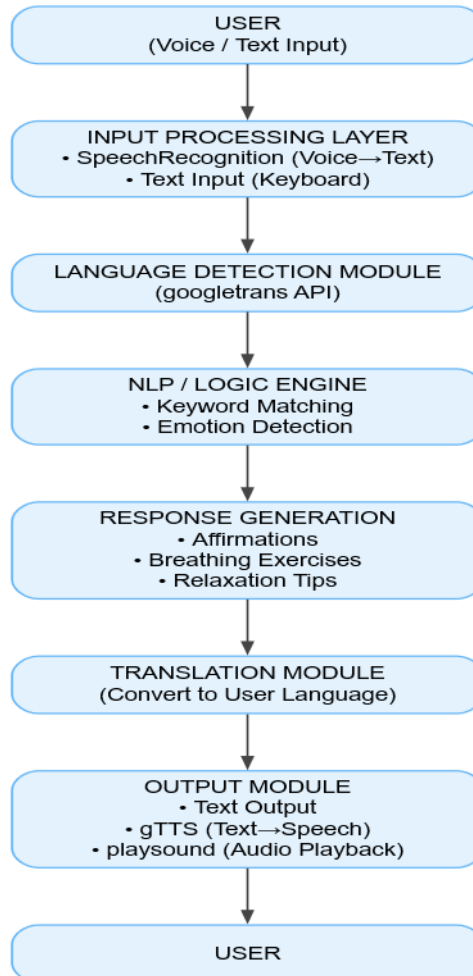 USER
(Voice / Text Input)
INPUT PROCESSING LAYER
• SpeechRecognition (Voice→Text)
• Text Input (Keyboard)
LANGUAGE DETECTION MODULE
(googletrans API)
NLP / LOGIC ENGINE
• Keyword Matching
• Emotion Detection
RESPONSE GENERATION
• Affirmations
• Breathing Exercises
• Relaxation Tips
TRANSLATION MODULE
(Convert to User Language)
OUTPUT MODULE
• Text Output
• gTTS (Text→Speech)
• playsound (Audio Playback)
USER